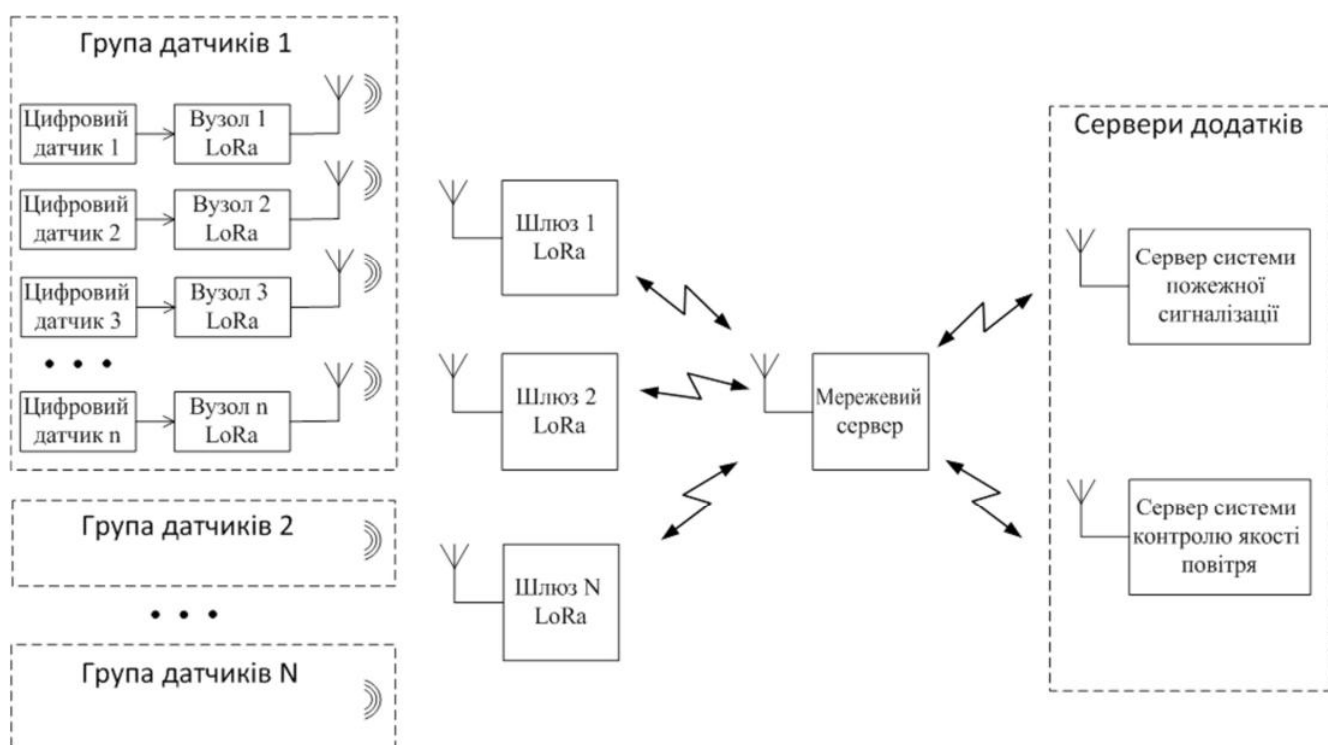 Група датчиків 1
Цифровий
датчик 1
Вузол 1
LoRa
Цифровий
датчик 2
Вузол 2
LoRa
Цифровий
датчик 3
Вузол 3
LoRa
• • •
Цифровий
датчик n
Вузол n
LoRa
Група датчиків 2
• • •
Група датчиків N
Шлюз 1
LoRa
Шлюз 2
LoRa
Шлюз N
LoRa
Мережевий
сервер
Сервери додатків
Сервер системи
пожежної
сигналізації
Сервер системи
контролю якості
повітря